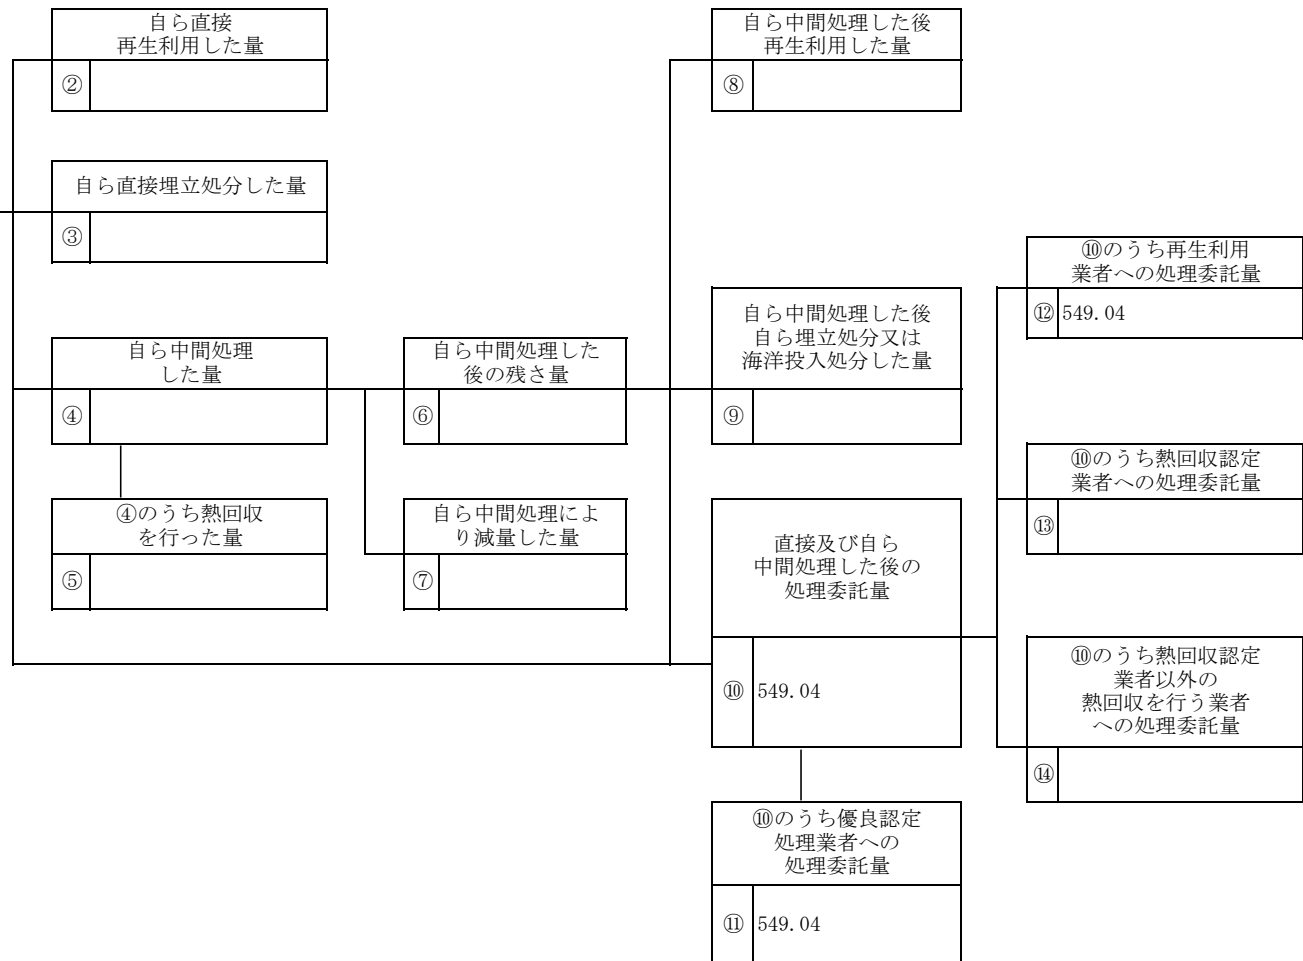 自ら直接
再生利用した量
②
自ら中間処理した後
再生利用した量
⑧
自ら直接埋立処分した量
③
⑩のうち再生利用
業者への処理委託量
⑫ 549.04
自ら中間処理した後
自ら埋立処分又は
海洋投入処分した量
⑨
自ら中間処理
した量
④
自ら中間処理した
後の残さ量
⑥
⑩のうち熱回収認定
業者への処理委託量
⑬
④のうち熱回収
を行った量
⑤
自ら中間処理によ
り減量した量
⑦
直接及び自ら
中間処理した後の
処理委託量
⑩ 549.04
⑩のうち熱回収認定
業者以外の
熱回収を行う業者
への処理委託量
⑭
⑩のうち優良認定
処理業者への
処理委託量
⑪ 549.04